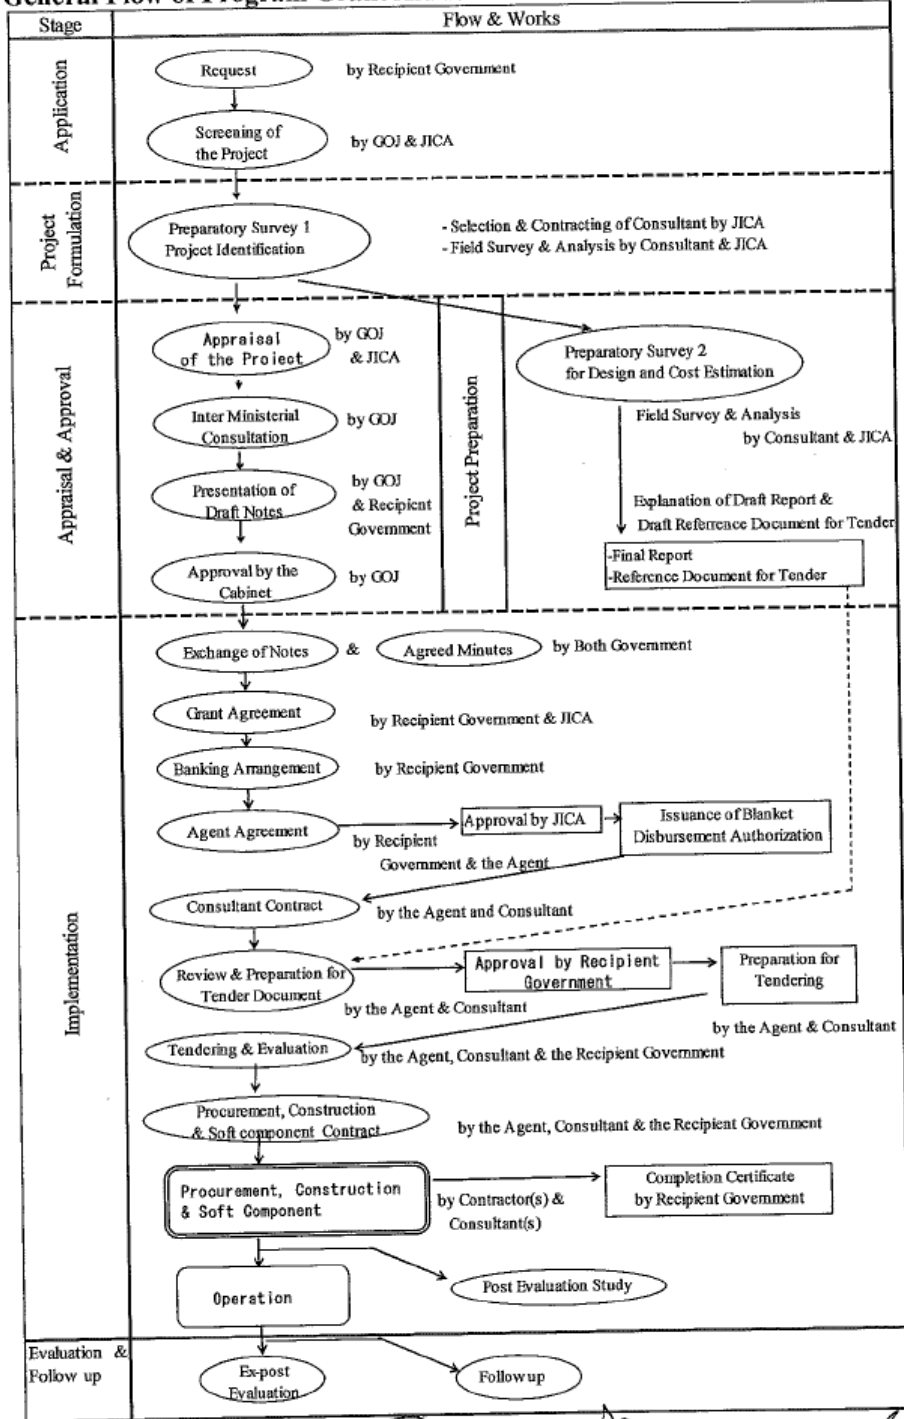 General Flow of Program Grant
Stage
Flow & Works
Application
Request
by Recipient Government
Screening of
the Project
by GOJ & JICA
Project
Formulation
Preparatory Survey 1
Project Identification
- Selection & Contracting of Consultant by JICA
- Field Survey & Analysis by Consultant & JICA
Appraisal & Approval
Appraisal
of the Project
by GOJ
& JICA
Inter Ministerial
Consultation
by GOJ
Presentation of
Draft Notes
by GOJ
& Recipient
Government
Approval by the
Cabinet
by GOJ
Project Preparation
Preparatory Survey 2
for Design and Cost Estimation
Field Survey & Analysis
by Consultant & JICA
Explanation of Draft Report &
Draft Referrence Document for Tender
-Final Report
-Reference Document for Tender
Implementation
Exchange of Notes
&
Agreed Minutes
by Both Government
Grant Agreement
by Recipient Government & JICA
Banking Arrangement
by Recipient Government
Agent Agreement
by Recipient
Government & the Agent
Approval by JICA
Issuance of Blanket
Disbursement Authorization
Consultant Contract
by the Agent and Consultant
Review & Preparation for
Tender Document
by the Agent & Consultant
Approval by Recipient
Government
Preparation for
Tendering
by the Agent & Consultant
Tendering & Evaluation
by the Agent, Consultant & the Recipient Government
Procurement, Construction
& Soft component Contract
by the Agent, Consultant & the Recipient Government
Procurement, Construction
& Soft Component
by Contractor(s) &
Consultant(s)
Completion Certificate
by Recipient Government
Operation
Post Evaluation Study
Evaluation &
Follow up
Ex-post
Evaluation
Follow up